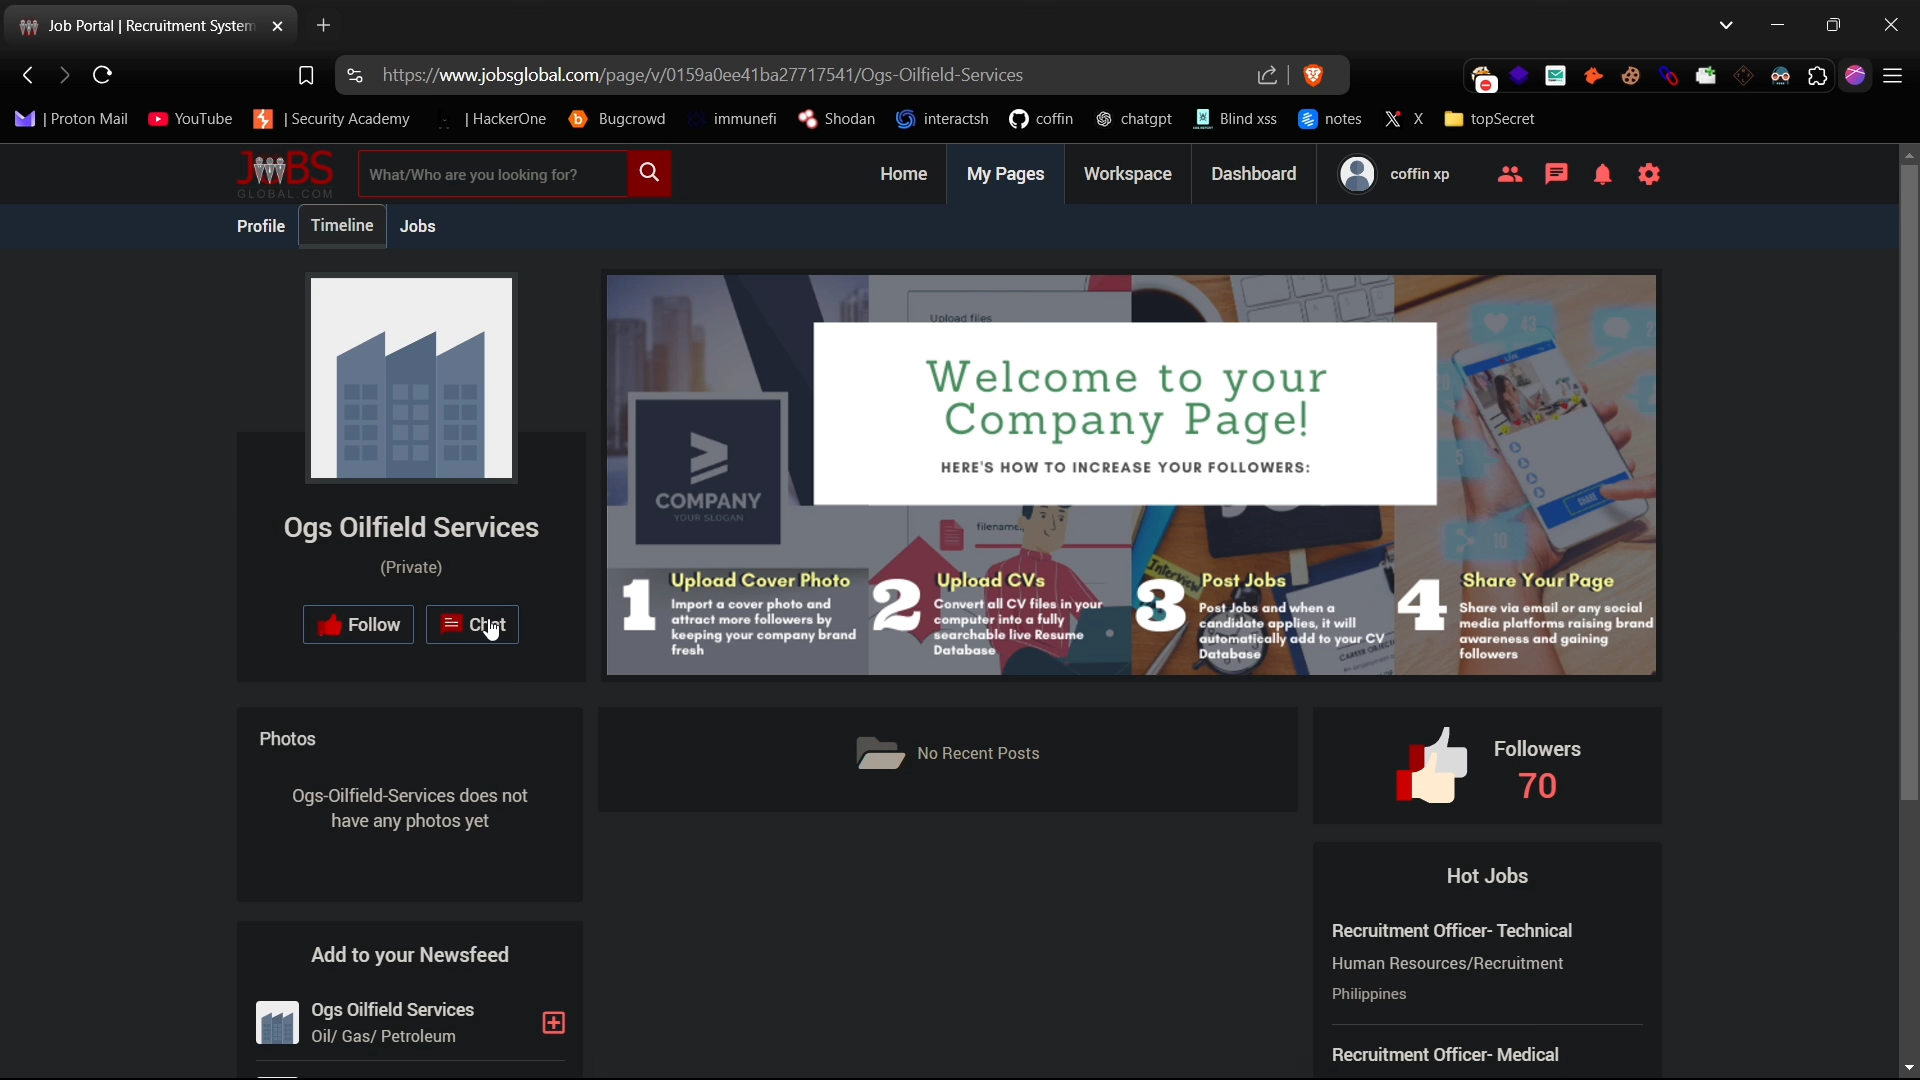 Job Portal | Recruitment System
https://www.jobsglobal.com/page/v/0159a0ee41ba27717541/Ogs-Oilfield-Services
| Proton Mail
YouTube
| Security Academy
| HackerOne
Bugcrowd
immunefi
Shodan
interactsh
coffin
chatgpt
Blind xss
notes
X
topSecret
JOBS
GLOBAL.COM
What/Who are you looking for?
Home
My Pages
Workspace
Dashboard
coffin xp
Profile
Timeline
Jobs
Upload files
Welcome to your
Company Page!
HERE'S HOW TO INCREASE YOUR FOLLOWERS:
COMPANY
YOUR SLOGAN
filename
43
10
LIVE
SHARE
Interview
1
Upload Cover Photo
Import a cover photo and
attract more followers by
keeping your company brand
fresh
2
Upload CVs
Convert all CV files in your
computer into a fully
searchable live Resume
Database
3
Post Jobs
Post Jobs and when a
candidate applies, it will
automatically add to your CV
Database
4
Share Your Page
Share via email or any social
media platforms raising brand
awareness and gaining
followers
Ogs Oilfield Services
(Private)
Follow
Chat
Photos
Ogs-Oilfield-Services does not
have any photos yet
No Recent Posts
Followers
70
Add to your Newsfeed
Ogs Oilfield Services
Oil/ Gas/ Petroleum
Hot Jobs
Recruitment Officer- Technical
Human Resources/Recruitment
Philippines
Recruitment Officer- Medical